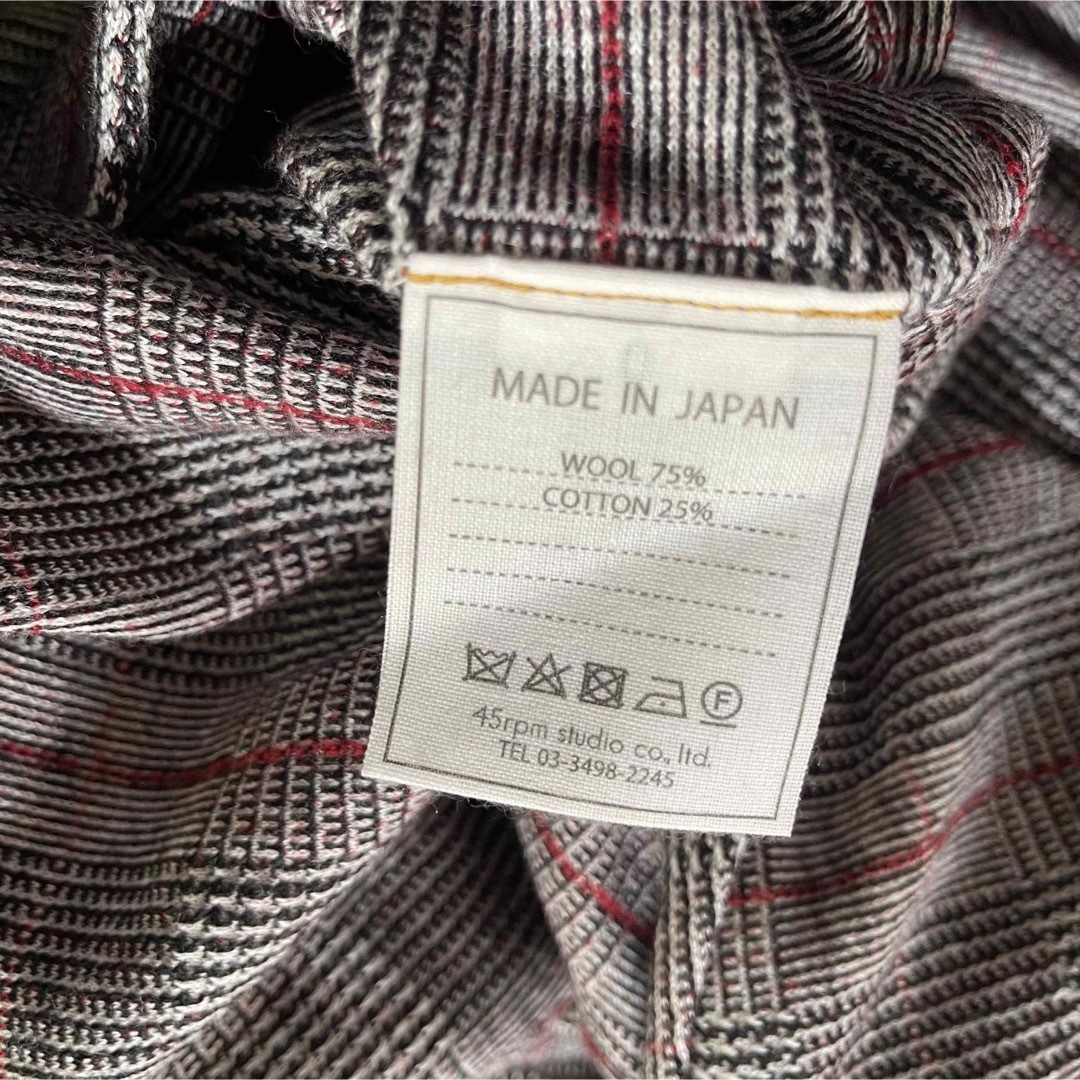 MADE IN JAPAN
WOOL 75%
COTTON 25%
F
45rpm studio co., ltd.
TEL 03-3498-2245